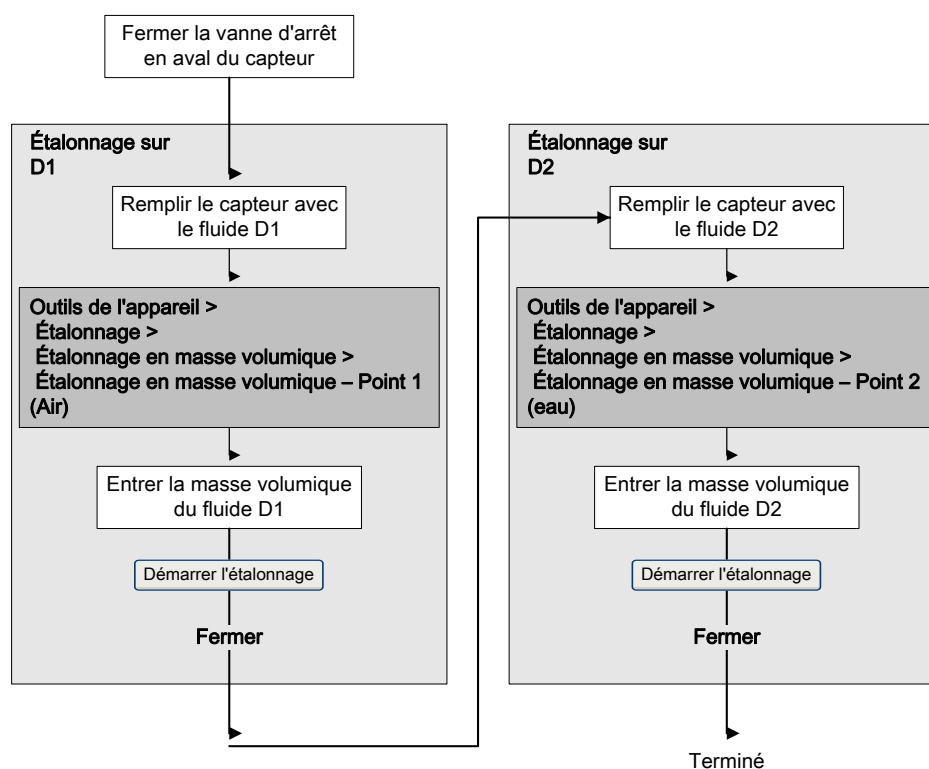 Fermer la vanne d'arrêt
en aval du capteur
Étalonnage sur
D1
Remplir le capteur avec
le fluide D1
Outils de l'appareil >
Étalonnage >
Étalonnage en masse volumique >
Étalonnage en masse volumique – Point 1
(Air)
Entrer la masse volumique
du fluide D1
Démarrer l'étalonnage
Fermer
Étalonnage sur
D2
Remplir le capteur avec
le fluide D2
Outils de l'appareil >
Étalonnage >
Étalonnage en masse volumique >
Étalonnage en masse volumique – Point 2
(eau)
Entrer la masse volumique
du fluide D2
Démarrer l'étalonnage
Fermer
Terminé